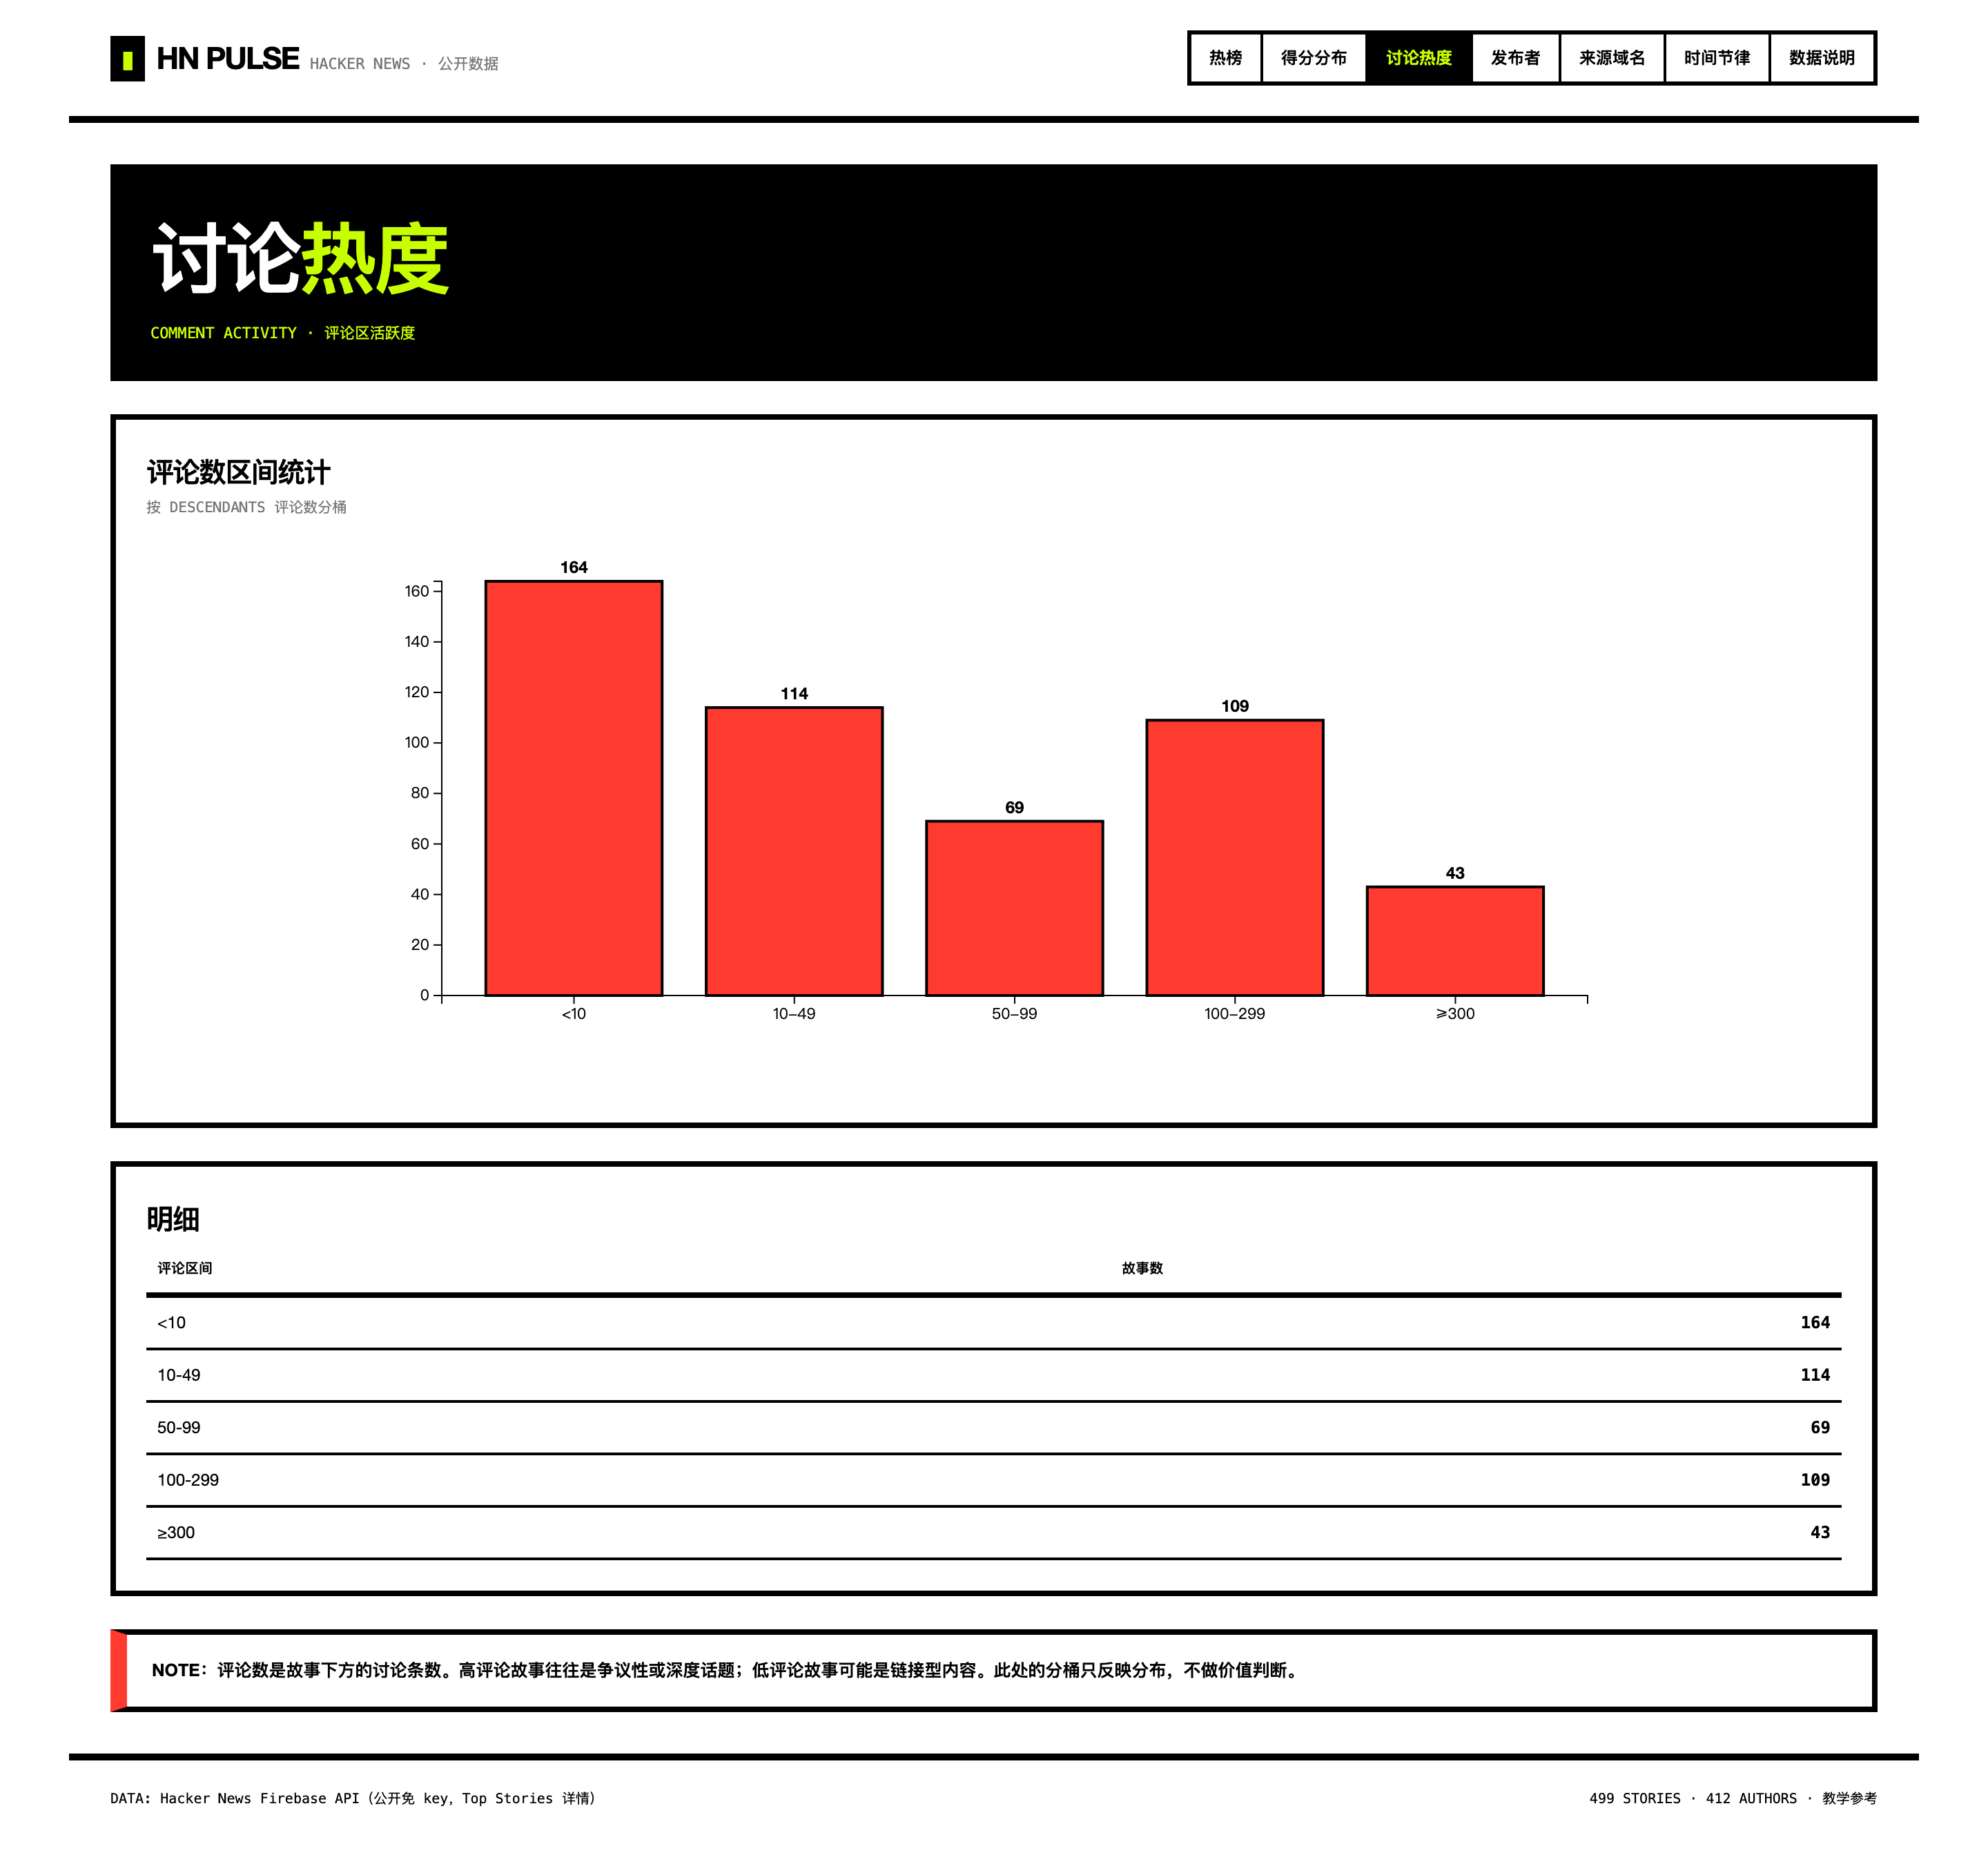 HN PULSE HACKER NEWS · 公开数据
热榜 得分分布 讨论热度 发布者 来源域名 时间节律 数据说明
讨论热度
COMMENT ACTIVITY · 评论区活跃度
评论数区间统计
按 DESCENDANTS 评论数分桶
164
160
140
120
114
109
100
80
69
60
43
40
20
0
<10 10–49 50–99 100–299 ≥300
明细
评论区间 故事数
<10 164
10-49 114
50-99 69
100-299 109
≥300 43
NOTE：评论数是故事下方的讨论条数。高评论故事往往是争议性或深度话题；低评论故事可能是链接型内容。此处的分桶只反映分布，不做价值判断。
DATA: Hacker News Firebase API（公开免 key，Top Stories 详情）
499 STORIES · 412 AUTHORS · 教学参考